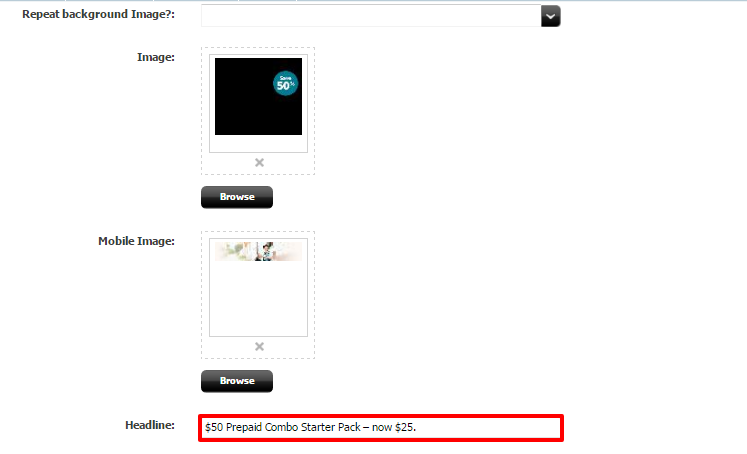 Repeat background Image?:
Image:
Save
50%
Browse
Mobile Image:
Browse
Headline:
$50 Prepaid Combo Starter Pack – now $25.